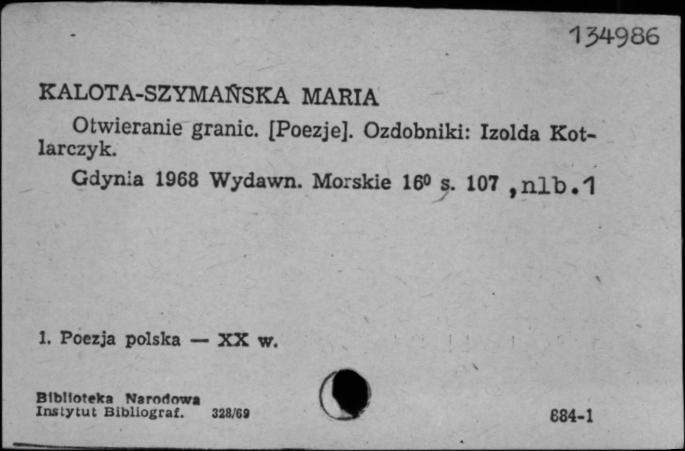 134986
KALOTA-SZYMAŃSKA MARIA
Otwieranie granic. [Poezje]. Ozdobniki: Izolda Kot-
larczyk.
Gdynia 1968 Wydawn. Morskie 16⁰ s. 107 ,nlb.1
1. Poezja polska — XX w.
Biblioteka Narodowa
Instytut Bibliograf. 328/69
884-1